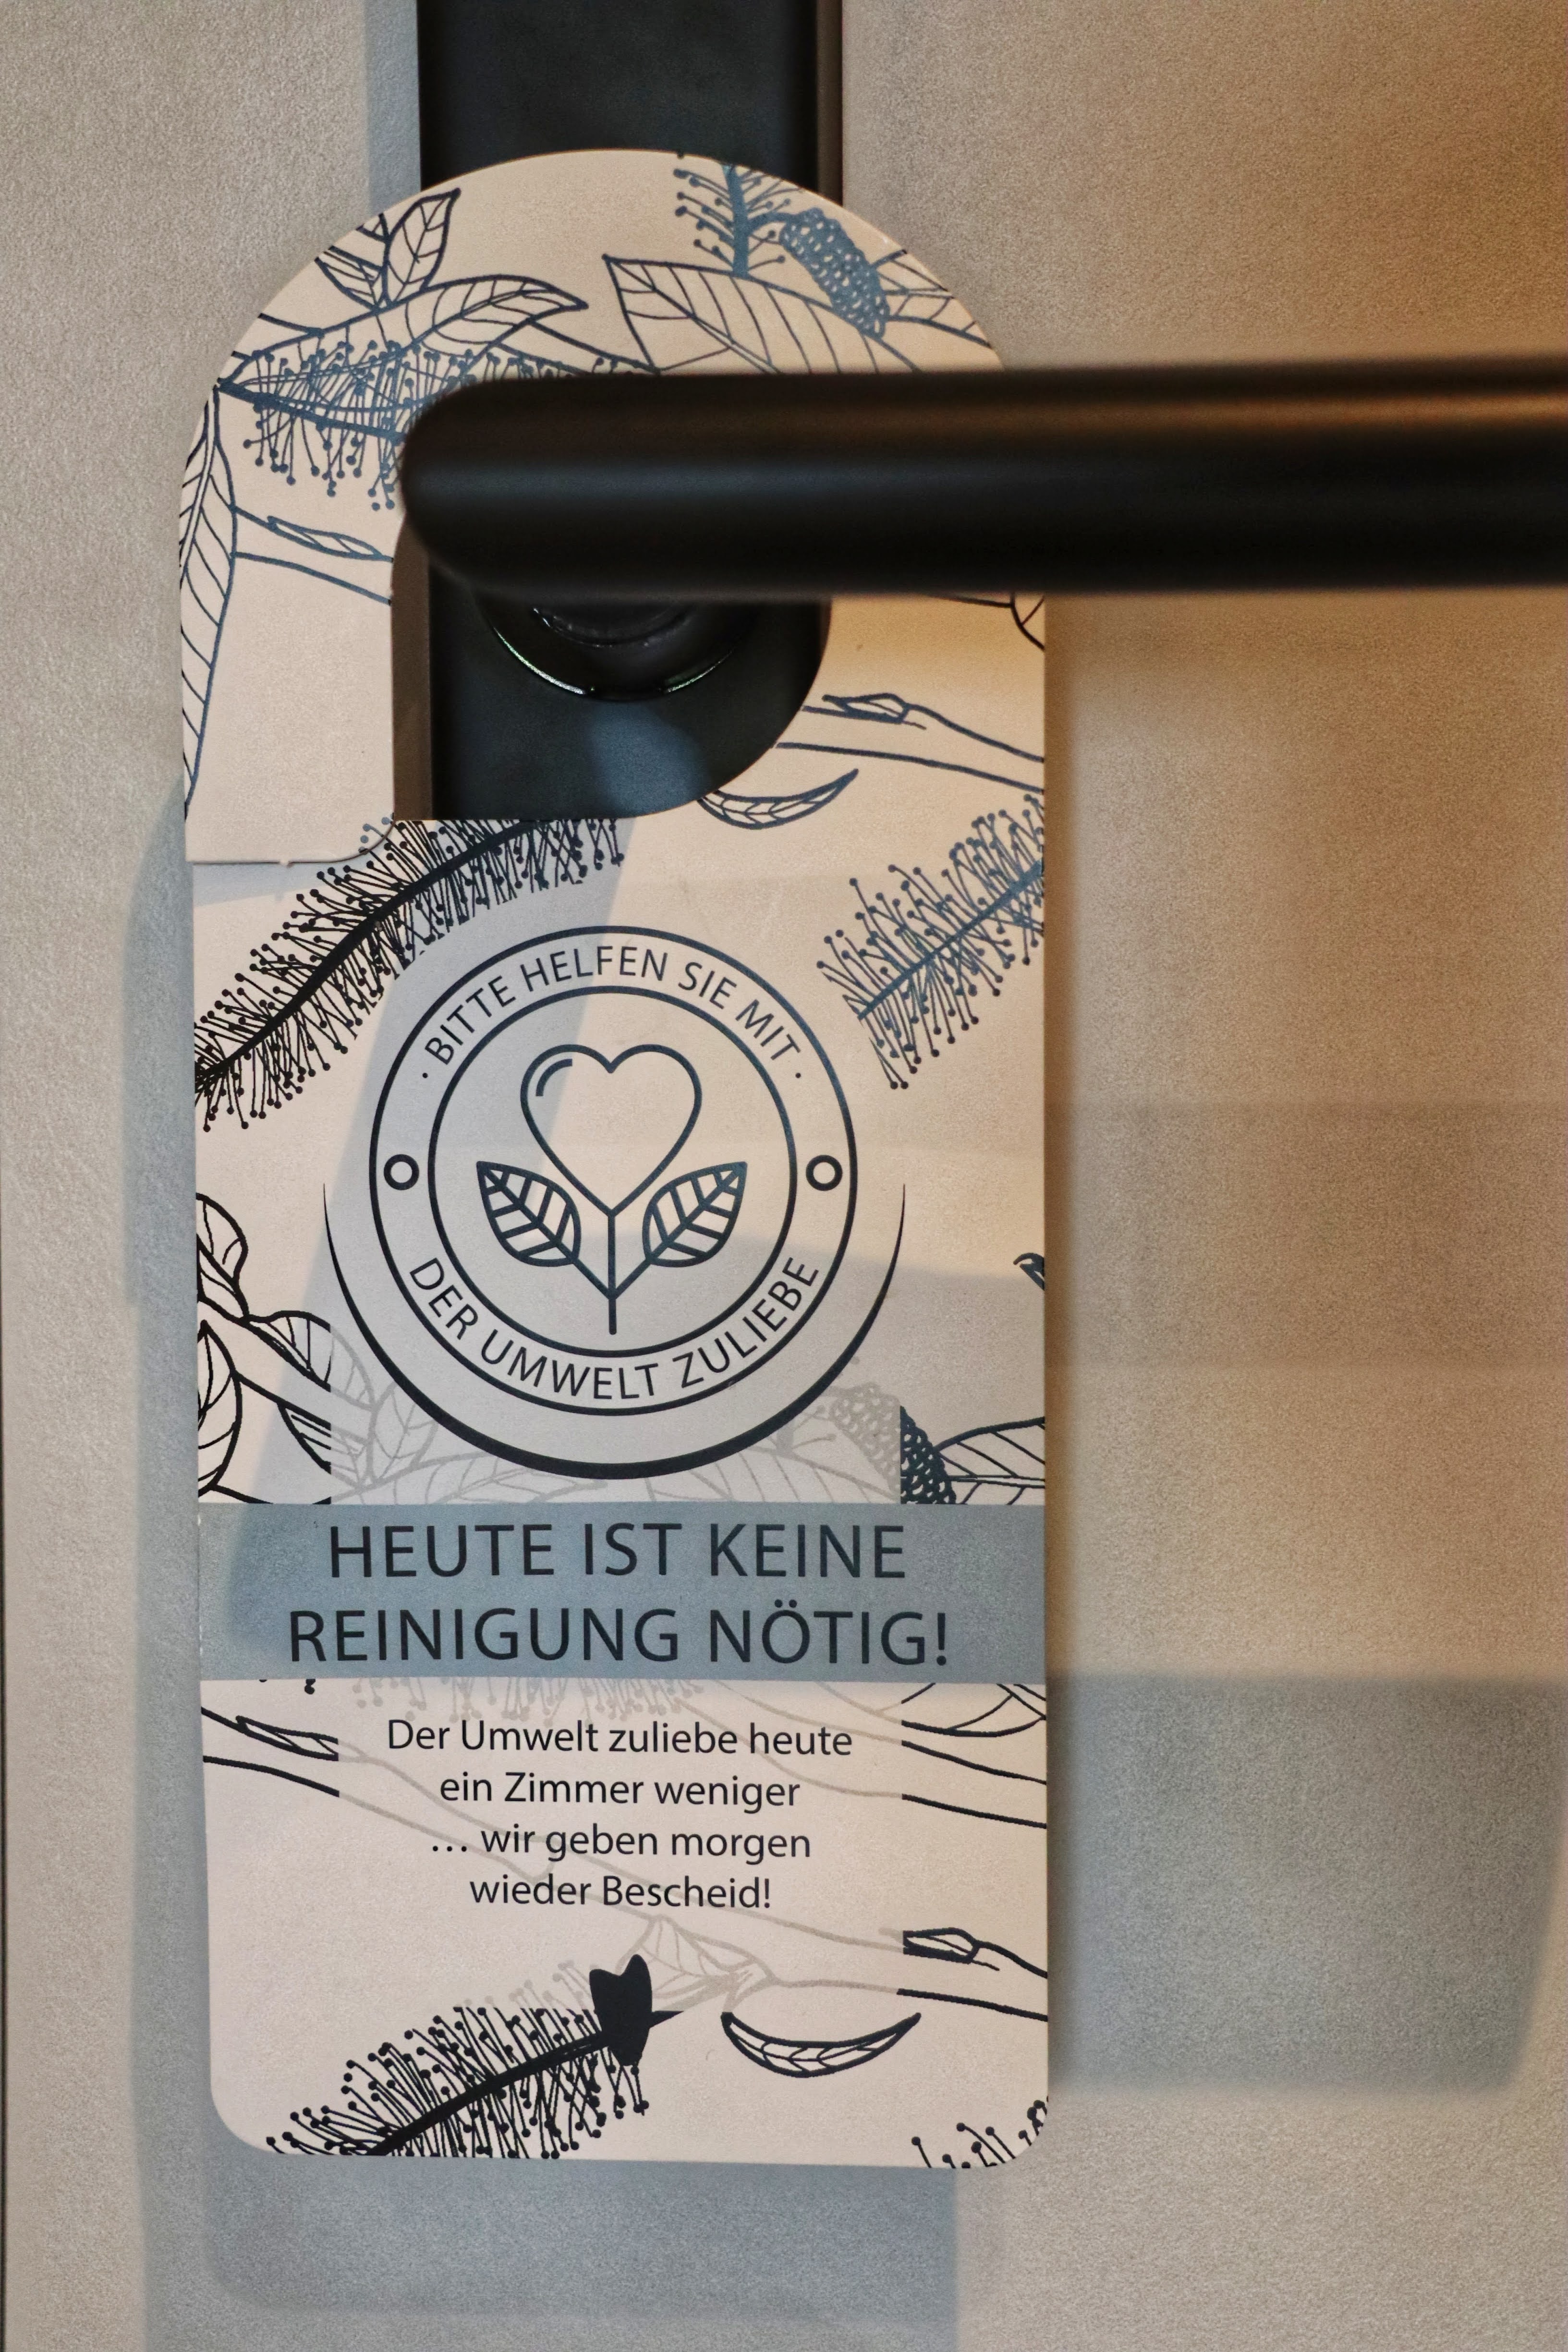 · BITTE HELFEN SIE MIT ·
DER UMWELT ZULIEBE
HEUTE IST KEINE
REINIGUNG NÖTIG!
Der Umwelt zuliebe heute
ein Zimmer weniger
... wir geben morgen
wieder Bescheid!